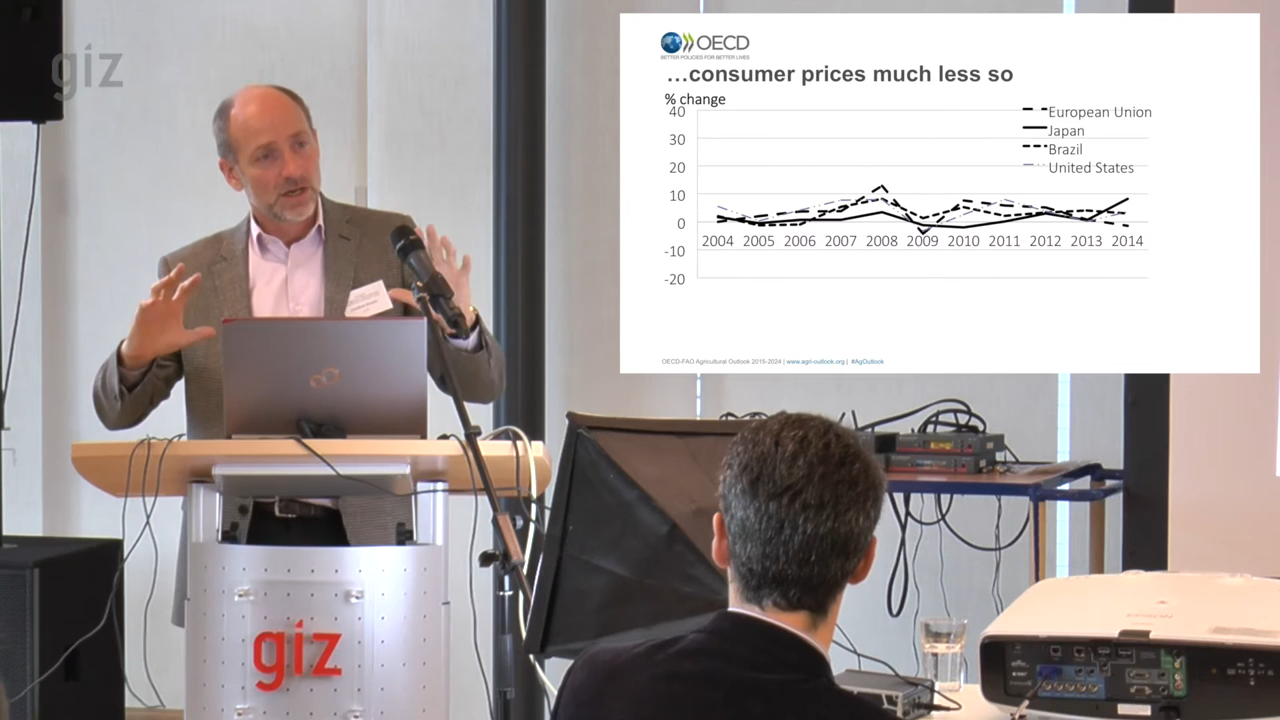 giz
OECD
BETTER POLICIES FOR BETTER LIVES
...consumer prices much less so
% change
40
30
20
10
0
-10
-20
European Union
Japan
Brazil
United States
2004 2005 2006 2007 2008 2009 2010 2011 2012 2013 2014
OECD-FAO Agricultural Outlook 2015-2024 | www.agri-outlook.org | #AgOutlook
giz